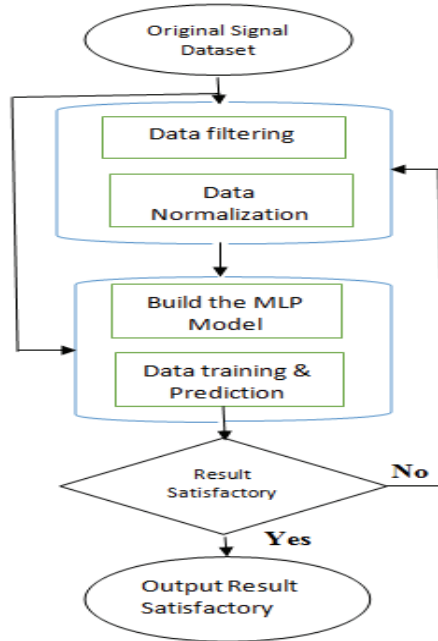 Original Signal
Dataset
Data filtering
Data
Normalization
Build the MLP
Model
Data training &
Prediction
Result
Satisfactory
No
Yes
Output Result
Satisfactory